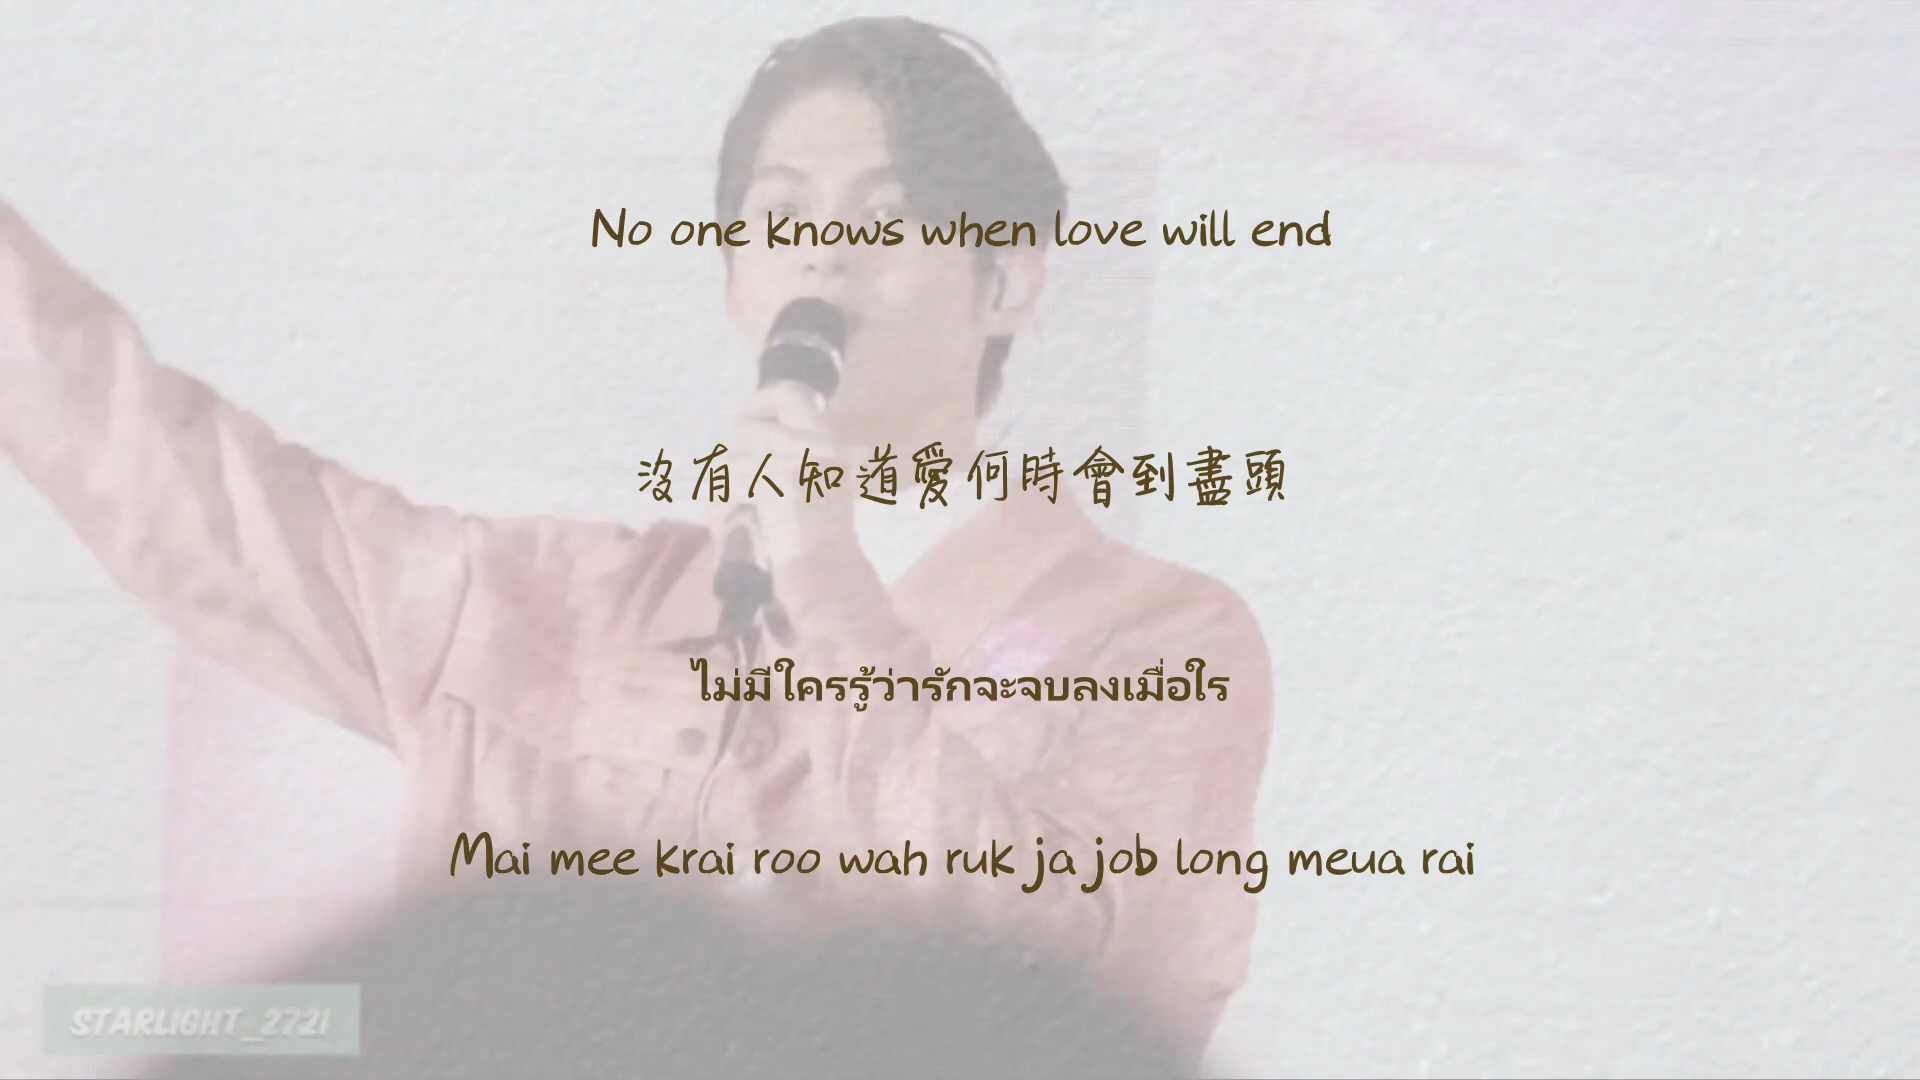 No one knows when love will end
沒有人知道愛何時會到盡頭
ไม่มีใครรู้ว่ารักจะจบลงเมื่อใร
Mai mee krai roo wah ruk ja job long meua rai
STARLIGHT_2721